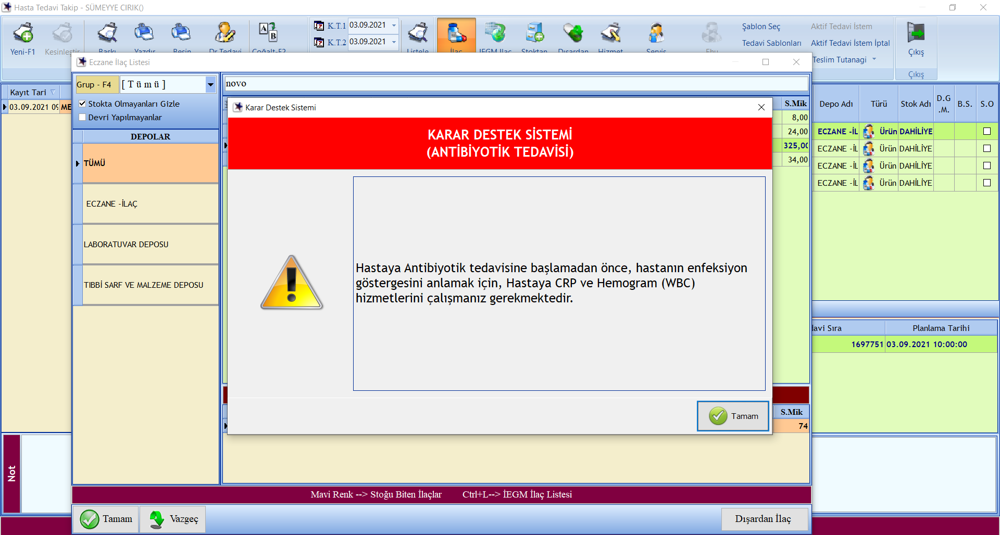 Hasta Tedavi Takip - SÜMEYYE CIRIK()
Yeni-F1
Kesinleştir
Baskı
Yazdır
Besin
Dr.Tedavi
Çoğalt-F2
K.T.1 03.09.2021
K.T.2 03.09.2021
Listele
İlaç
IEGM İlaç
Stoktan
Dışardan
Hizmet
Servis
Ebu
Şablon Seç
Tedavi Sablonları
Aktif Tedavi İstem
Aktif Tedavi İstem İptal
Teslim Tutanagi
Çıkış
Çıkış
Eczane İlaç Listesi
Kayıt Tari
03.09.2021 09
ME
Grup - F4
[ T ü m ü ]
novo
Stokta Olmayanları Gizle
Devri Yapılmayanlar
DEPOLAR
TÜMÜ
ECZANE -İLAÇ
LABORATUVAR DEPOSU
TIBBİ SARF VE MALZEME DEPOSU
Karar Destek Sistemi
KARAR DESTEK SİSTEMİ
(ANTİBİYOTİK TEDAVİSİ)
Hastaya Antibiyotik tedavisine başlamadan önce, hastanın enfeksiyon
göstergesini anlamak için, Hastaya CRP ve Hemogram (WBC)
hizmetlerini çalışmanız gerekmektedir.
Tamam
S.Mik
8,00
24,00
325,00
34,00
S.Mik
74
Depo Adı Türü Stok Adı D.G.M. B.S. S.O
ECZANE -İL Ürün DAHİLİYE
ECZANE -İL Ürün DAHİLİYE
ECZANE -İL Ürün DAHİLİYE
ECZANE -İL Ürün DAHİLİYE
lavi Sıra Planlama Tarihi
1697751 03.09.2021 10:00:00
Not
Mavi Renk --> Stoğu Biten İlaçlar Ctrl+L--> İEGM İlaç Listesi
Tamam
Vazgeç
Dışardan İlaç